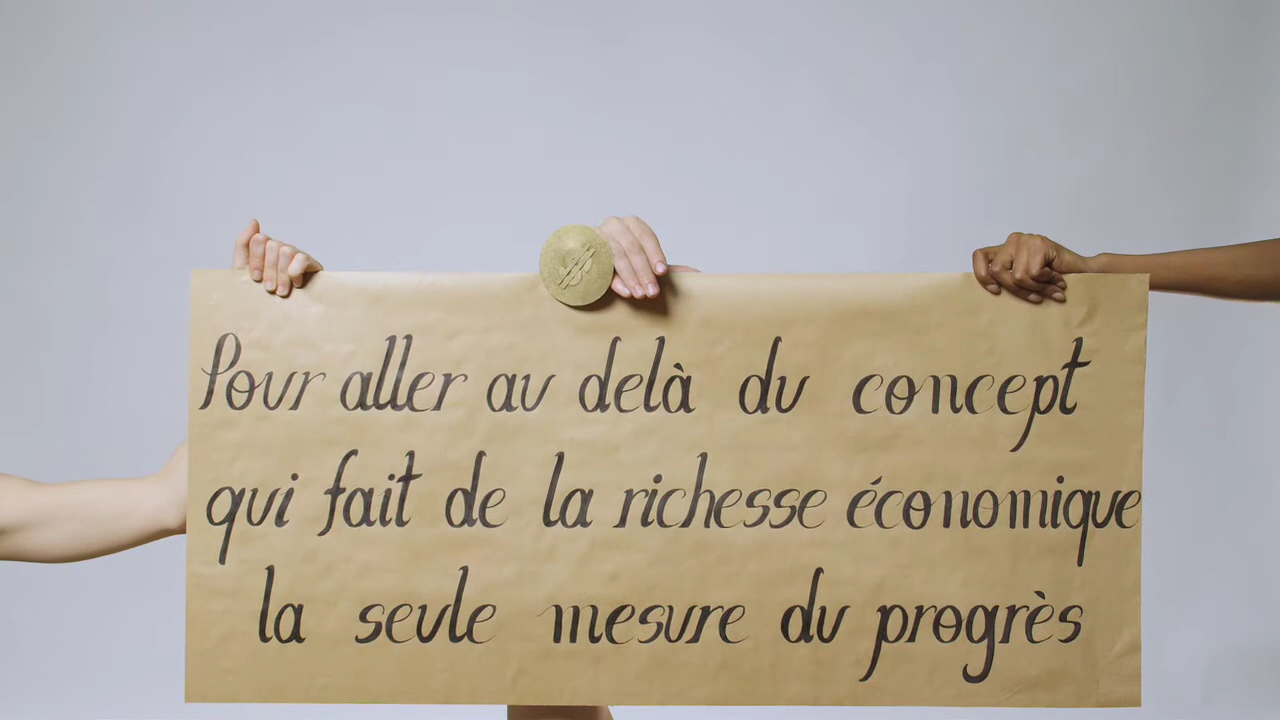 Pour aller au delà du concept
qui fait de la richesse économique
la seule mesure du progrès